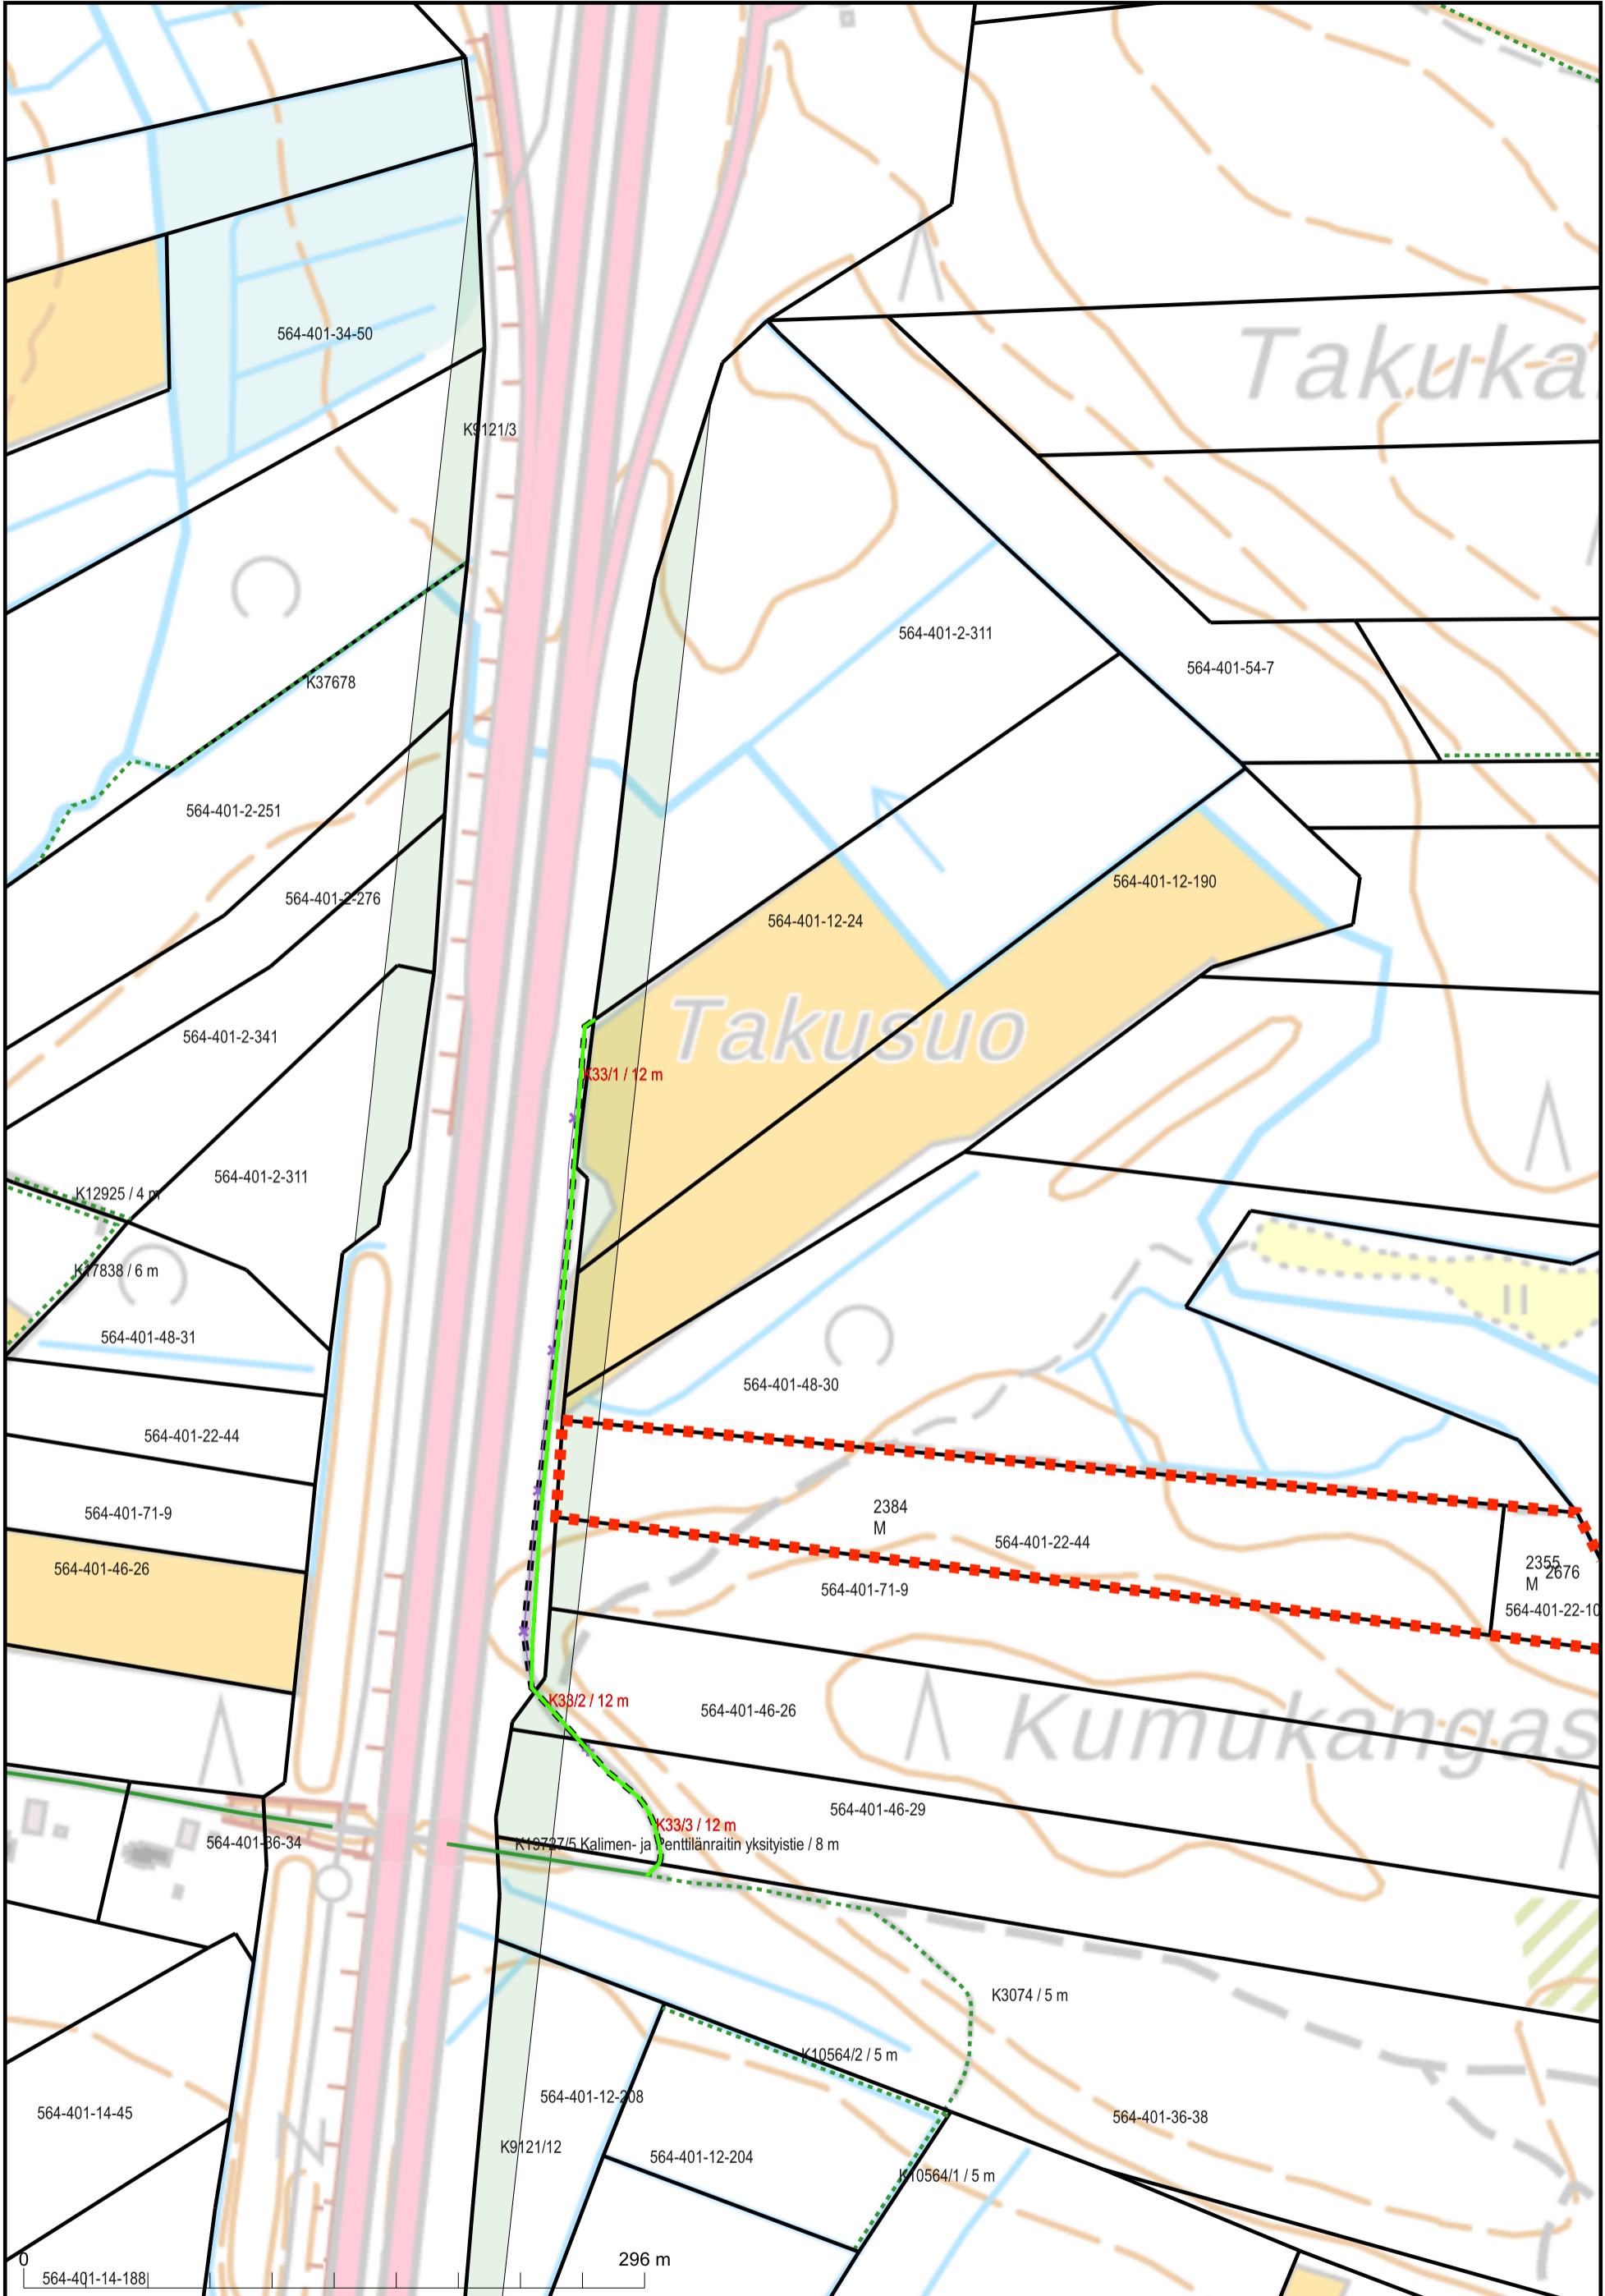 Takuka
564-401-34-50
K9121/3
564-401-2-311
564-401-54-7
K37678
564-401-2-251
564-401-12-190
564-401-2-276
564-401-12-24
Takusuo
564-401-2-341
K33/1 / 12 m
564-401-2-311
K12925 / 4 m
K17838 / 6 m
564-401-48-31
564-401-48-30
564-401-22-44
2384
M
564-401-71-9
564-401-22-44
564-401-46-26
2355
2676
M
564-401-71-9
564-401-22-10
K33/2 / 12 m
564-401-46-26
Kumukangas
564-401-46-29
K33/3 / 12 m
564-401-36-34
K19727/5 Kalimen- ja Penttilänraitin yksityistie / 8 m
K3074 / 5 m
K10564/2 / 5 m
564-401-12-208
564-401-14-45
564-401-36-38
K9121/12
564-401-12-204
K10564/1 / 5 m
0
296 m
564-401-14-188